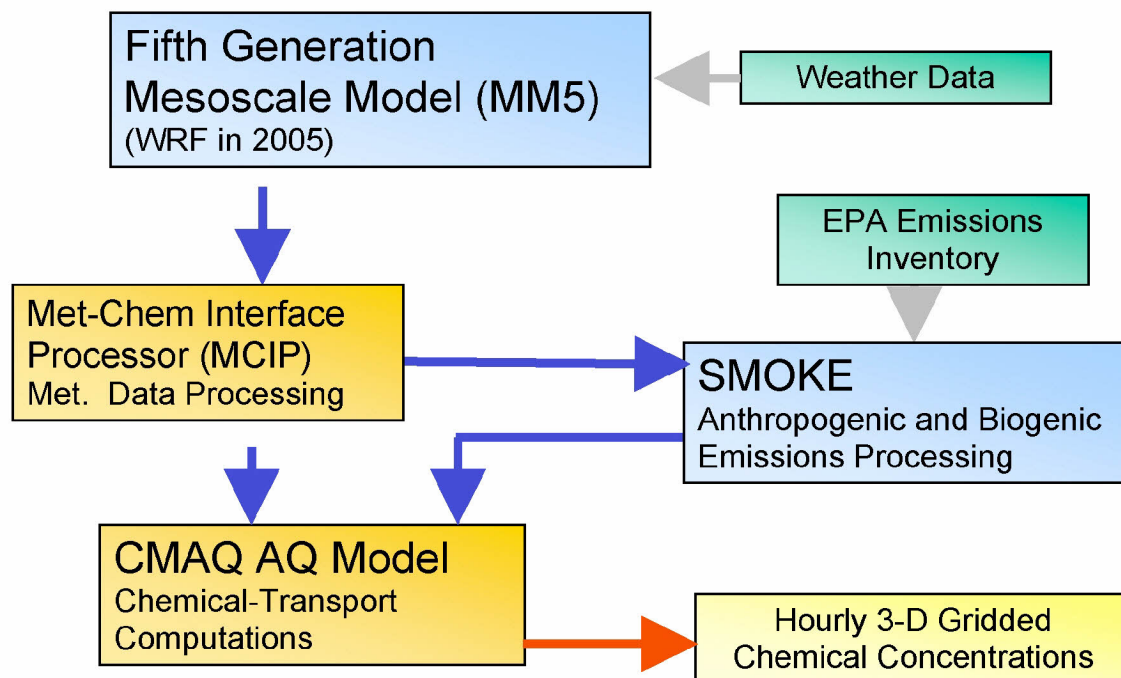 Fifth Generation
Mesoscale Model (MM5)
(WRF in 2005)
Weather Data
EPA Emissions
Inventory
Met-Chem Interface
Processor (MCIP)
Met.  Data Processing
SMOKE
Anthropogenic and Biogenic
Emissions Processing
CMAQ AQ Model
Chemical-Transport
Computations
Hourly 3-D Gridded
Chemical Concentrations